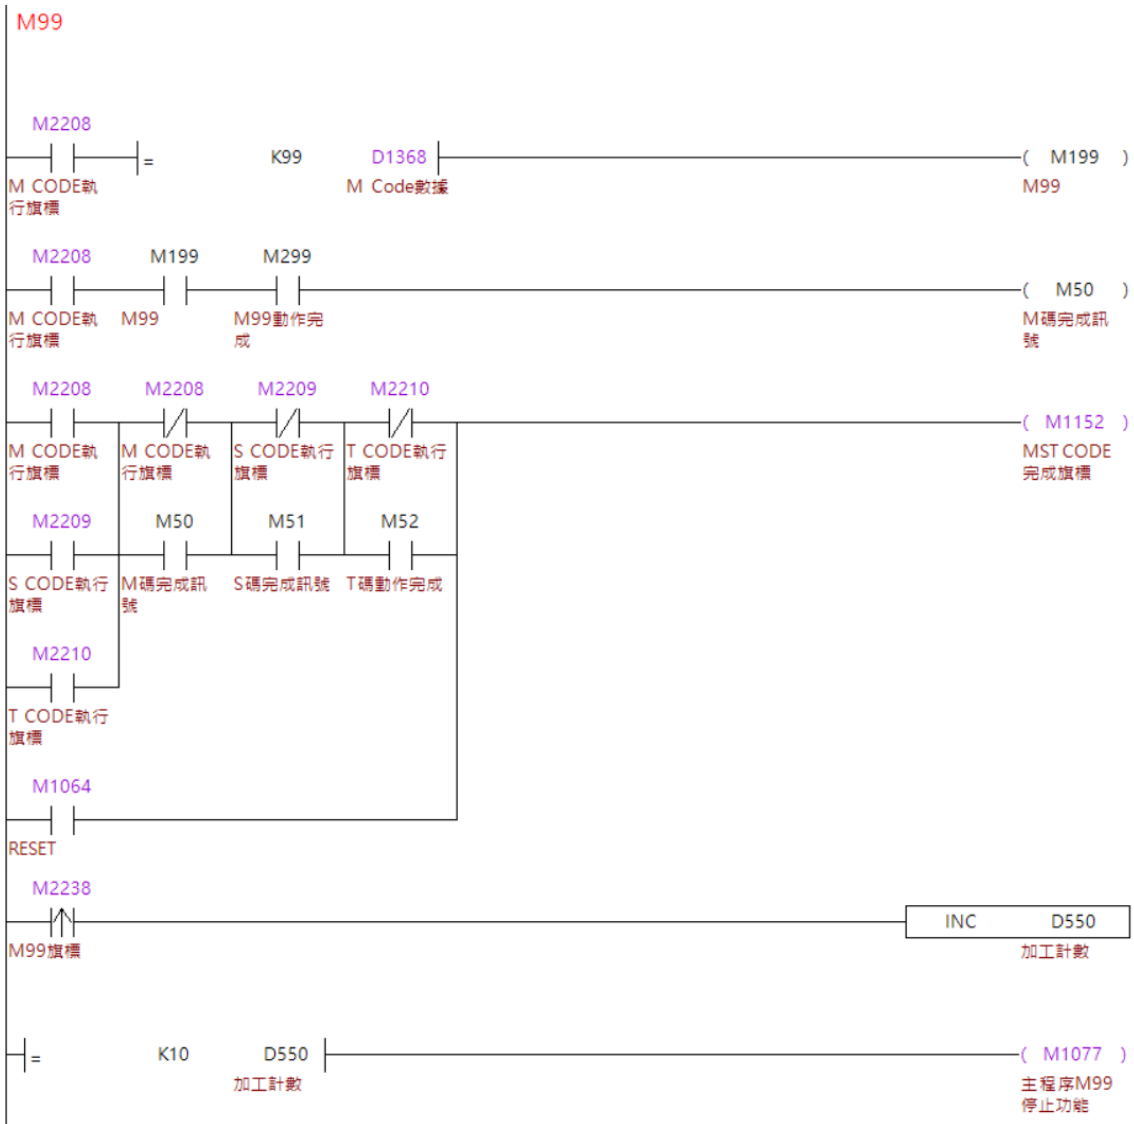 M99
M2208
= K99 D1368 ( M199 )
M CODE執 M Code數據 M99
行旗標
M2208 M199 M299
( M50 )
M CODE執 M99 M99動作完 M碼完成訊
行旗標 成 號
M2208 M2208 M2209 M2210
( M1152 )
M CODE執 M CODE執 S CODE執行 T CODE執行 MST CODE
行旗標 行旗標 旗標 旗標 完成旗標
M2209 M50 M51 M52
S CODE執行 M碼完成訊 S碼完成訊號 T碼動作完成
旗標 號
M2210
T CODE執行
旗標
M1064
RESET
M2238
INC D550
M99旗標 加工計數
= K10 D550 ( M1077 )
加工計數 主程序M99
停止功能